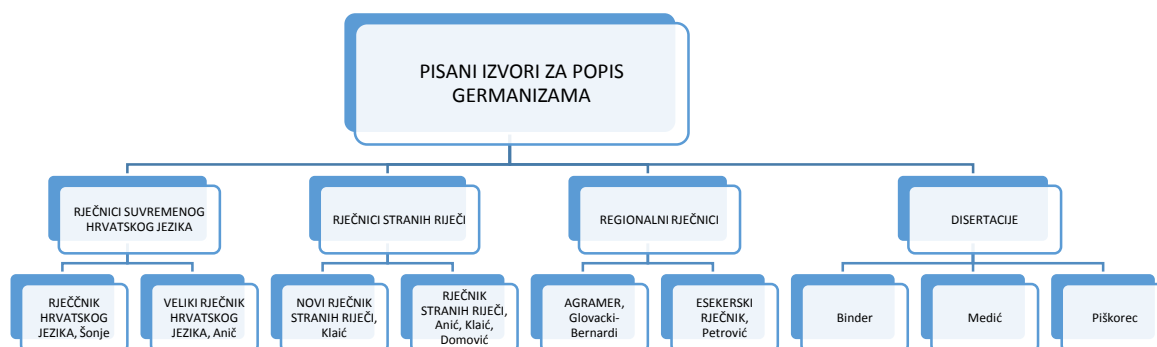 PISANI IZVORI ZA POPIS
GERMANIZAMA
RJEČNICI SUVREMENOG
HRVATSKOG JEZIKA
RJEČNICI STRANIH RIJEČI
REGIONALNI RJEČNICI
DISERTACIJE
RJEČČNIK
HRVATSKOG
JEZIKA, Šonje
VELIKI RJEČNIK
HRVATSKOG
JEZIKA, Anič
NOVI RJEČNIK
STRANIH RIJEČI,
Klaić
RJEČNIK
STRANIH RIJEČI,
Anić, Klaić,
Domović
AGRAMER,
Glovacki-
Bernardi
ESEKERSKI
RJEČNIK,
Petrović
Binder
Medić
Piškorec